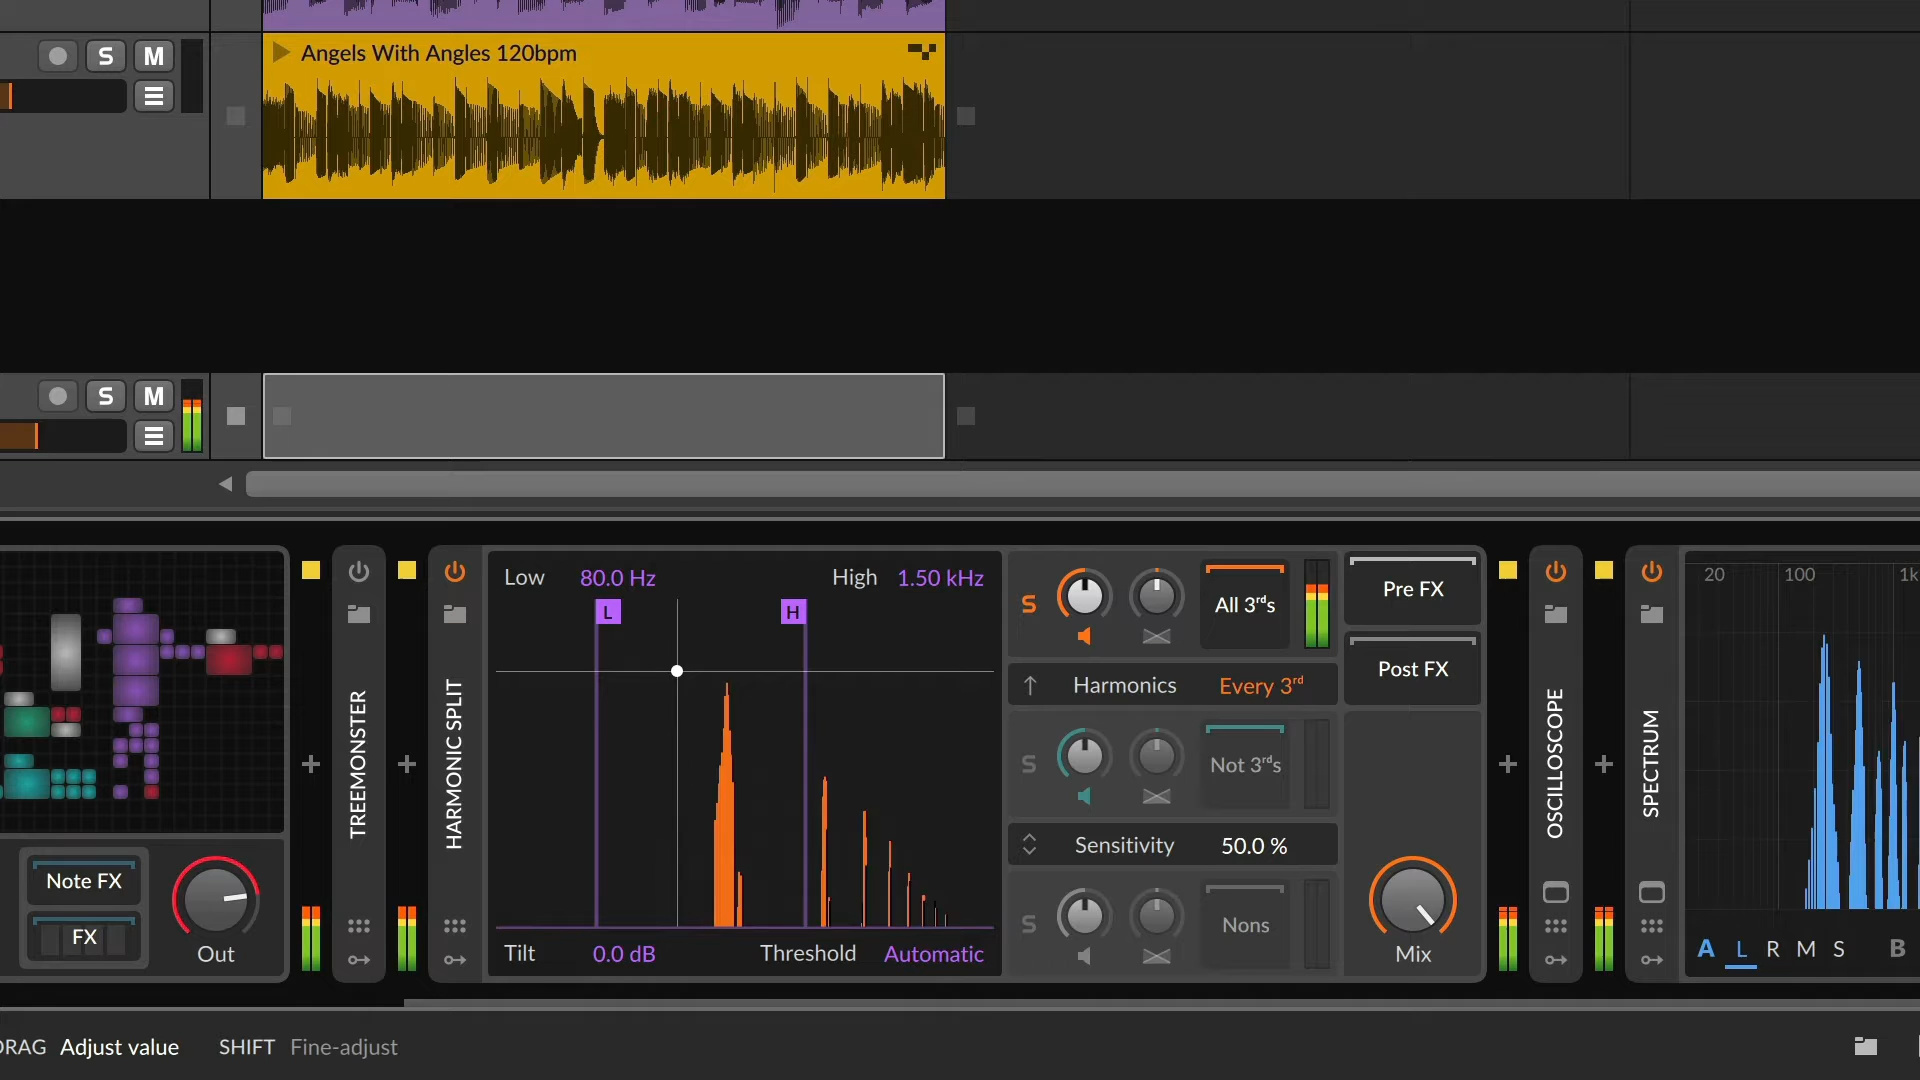 S M
Angels With Angles 120bpm
S M
Low 80.0 Hz High 1.50 kHz
L H
S All 3rds
Pre FX
20 100 1k
Harmonics Every 3rd
Post FX
TREEMONSTER
HARMONIC SPLIT
S Not 3rds
OSCILLOSCOPE
SPECTRUM
Sensitivity 50.0 %
Note FX
FX
Out
S Nons
Mix
Tilt 0.0 dB Threshold Automatic
A L R M S B
DRAG Adjust value SHIFT Fine-adjust